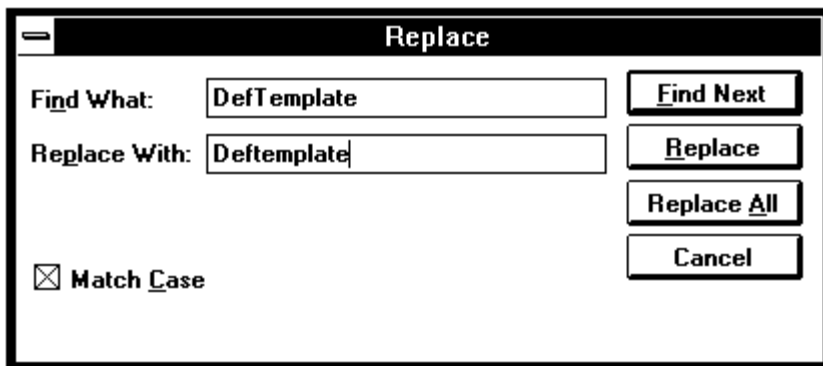 Replace
Find What: DefTemplate
Find Next
Replace With: Deftemplate
Replace
Replace All
Cancel
Match Case